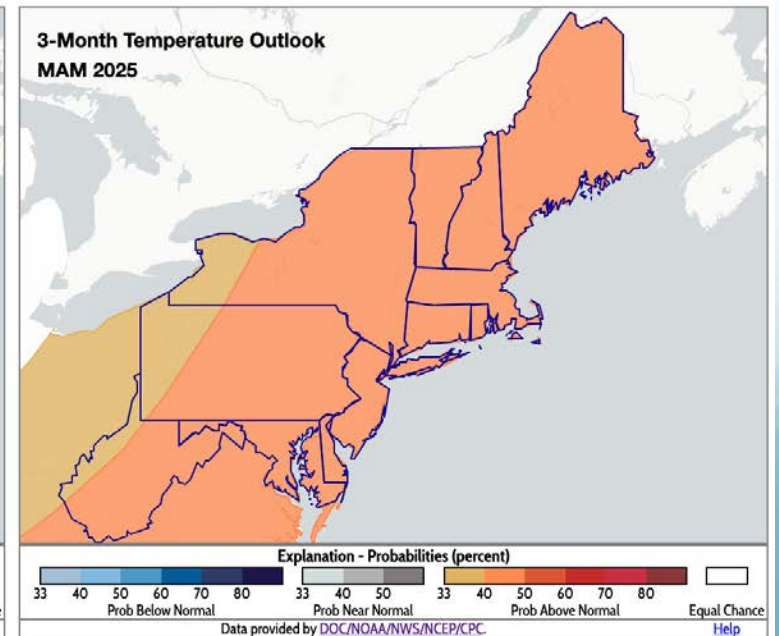 3-Month Temperature Outlook
MAM 2025
Explanation - Probabilities (percent)
33 40 50 60 70 80 33 40 50 33 40 50 60 70 80
Prob Below Normal Prob Near Normal Prob Above Normal Equal Chance
Data provided by DOC/NOAA/NWS/NCEP/CPC. Help